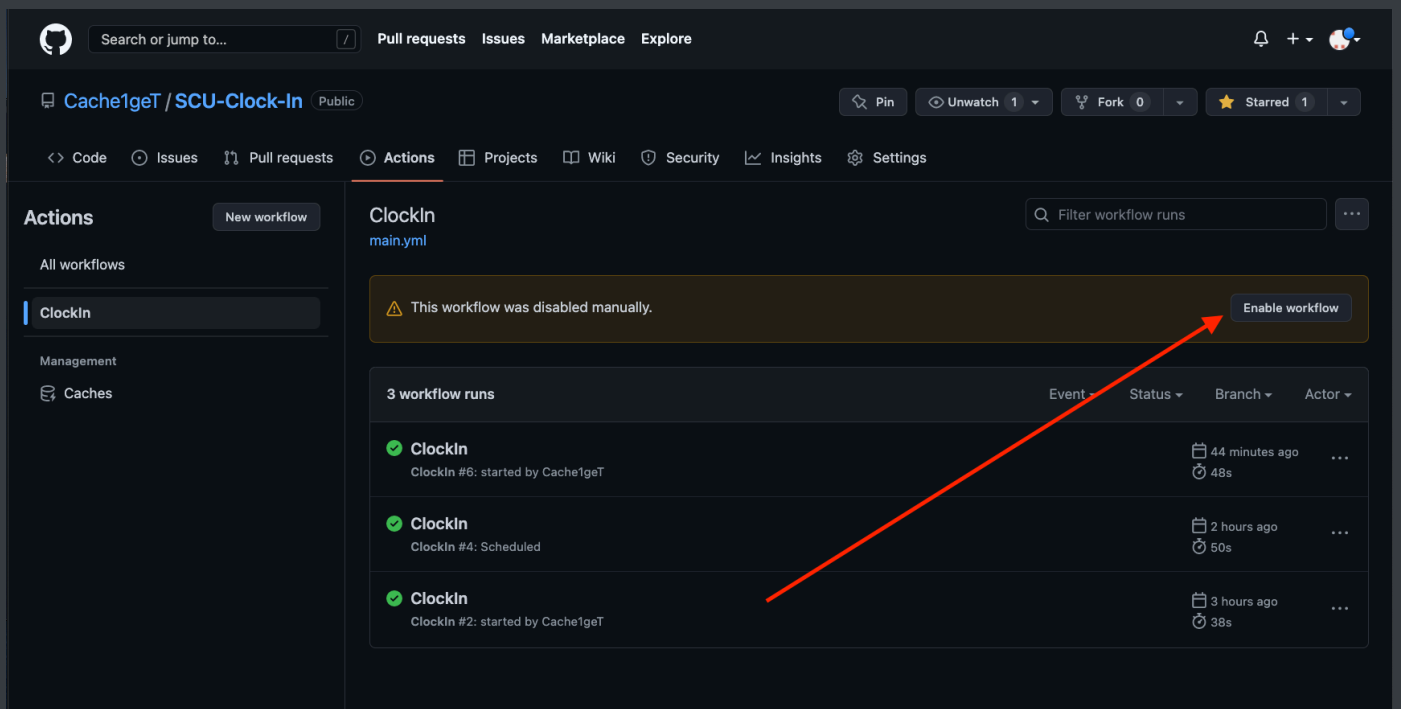 Search or jump to... /
Pull requests Issues Marketplace Explore
Cache1geT / SCU-Clock-In Public
Pin Unwatch 1 Fork 0 Starred 1
Code Issues Pull requests Actions Projects Wiki Security Insights Settings
Actions New workflow
All workflows
ClockIn
Management
Caches
ClockIn
main.yml
Filter workflow runs
This workflow was disabled manually.
Enable workflow
3 workflow runs
Event Status Branch Actor
ClockIn
ClockIn #6: started by Cache1geT
44 minutes ago
48s
ClockIn
ClockIn #4: Scheduled
2 hours ago
50s
ClockIn
ClockIn #2: started by Cache1geT
3 hours ago
38s